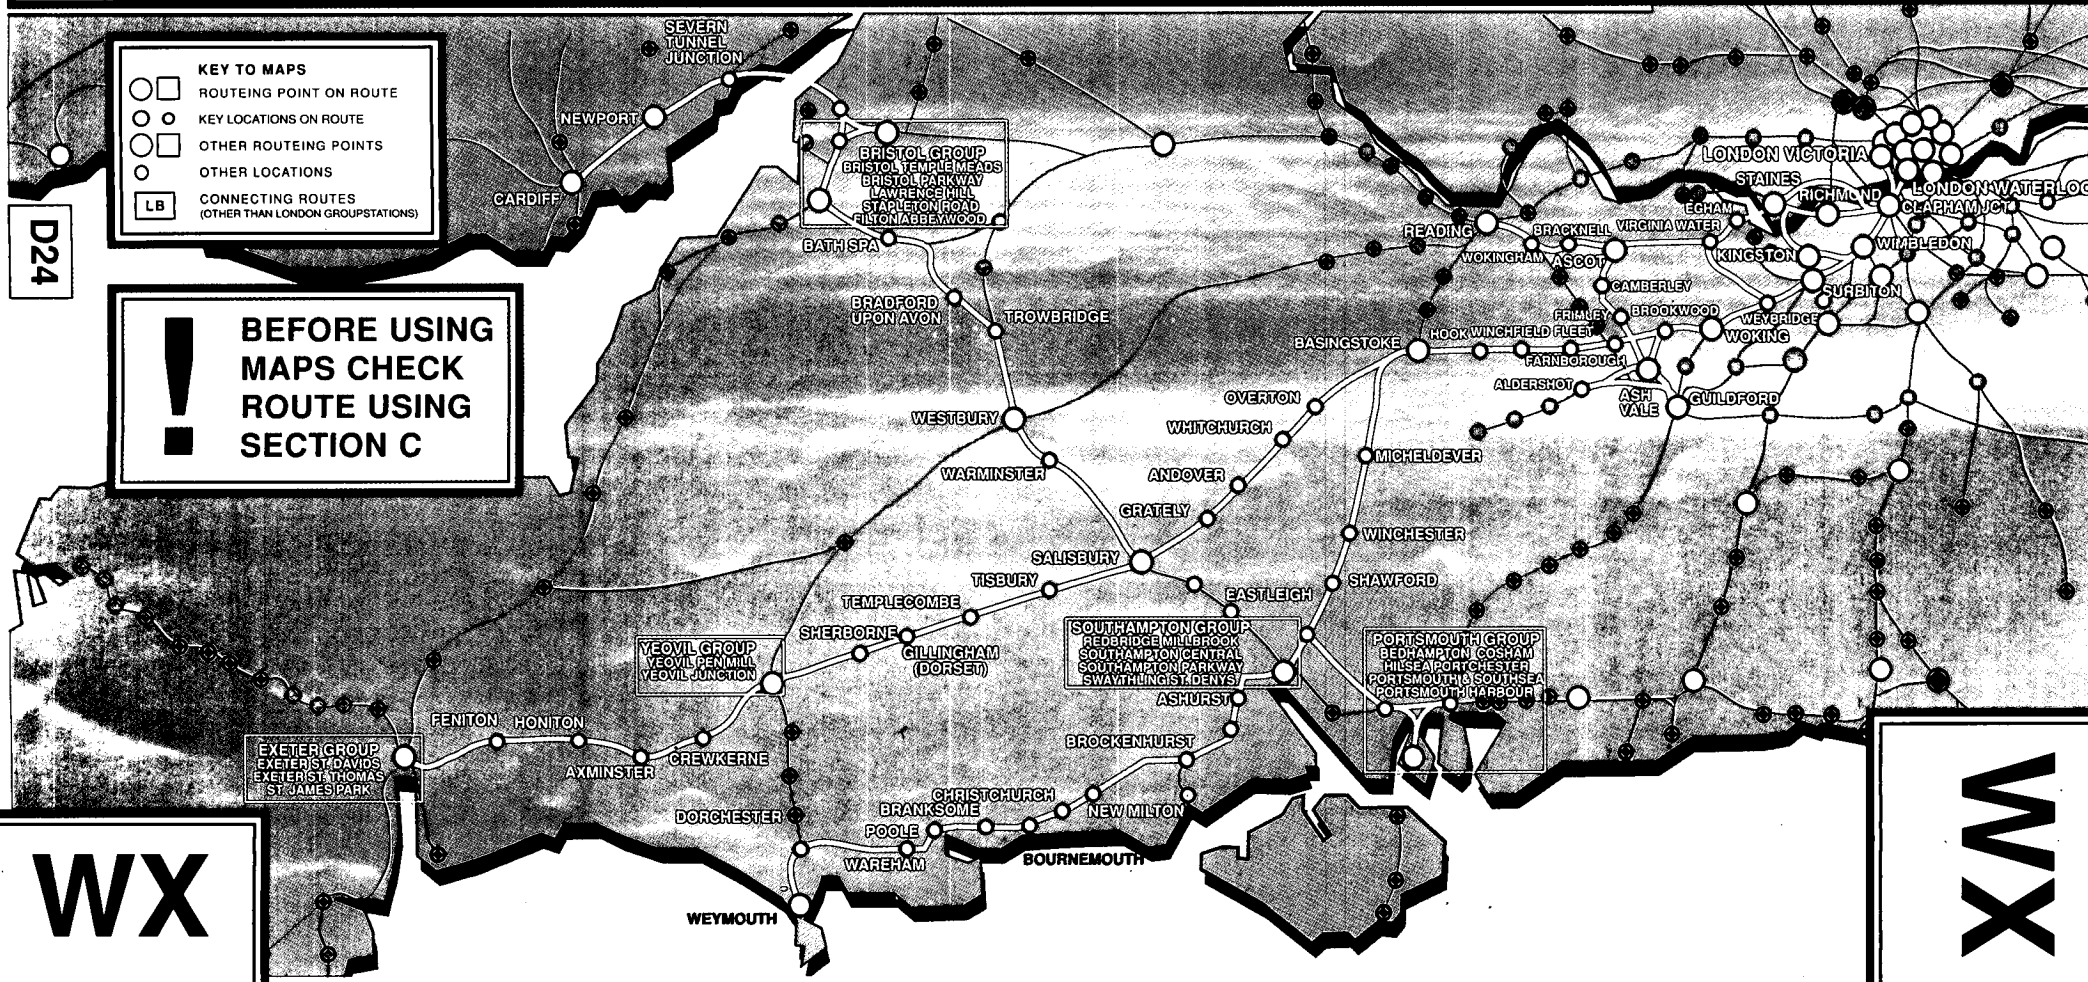 SEVERN
TUNNEL
JUNCTION
KEY TO MAPS
ROUTEING POINT ON ROUTE
KEY LOCATIONS ON ROUTE
OTHER ROUTEING POINTS
OTHER LOCATIONS
LB
CONNECTING ROUTES
(OTHER THAN LONDON GROUPSTATIONS)
NEWPORT
CARDIFF
BRISTOL GROUP
BRISTOL TEMPLE MEADS
BRISTOL PARKWAY
LAWRENCE HILL
STAPLETON ROAD
FILTON ABBEYWOOD
BATH SPA
BRADFORD
UPON AVON
TROWBRIDGE
LONDON VICTORIA
STAINES
RICHMOND
LONDON WATERLOO
CLAPHAM JCT
EGHAM
READING
BRACKNELL
VIRGINIA WATER
WIMBLEDON
WOKINGHAM
ASCOT
KINGSTON
CAMBERLEY
SURBITON
FRIMLEY
BROOKWOOD
WEYBRIDGE
BASINGSTOKE
HOOK
WINCHFIELD
FLEET
WOKING
FARNBOROUGH
ALDERSHOT
ASH
VALE
GUILDFORD
D24
!
BEFORE USING
MAPS CHECK
ROUTE USING
SECTION C
OVERTON
WESTBURY
WHITCHURCH
MICHELDEVER
WARMINSTER
ANDOVER
GRATELY
WINCHESTER
SALISBURY
TISBURY
SHAWFORD
TEMPLECOMBE
EASTLEIGH
SHERBORNE
GILLINGHAM
(DORSET)
YEOVIL GROUP
YEOVIL PEN MILL
YEOVIL JUNCTION
SOUTHAMPTON GROUP
REDBRIDGE MILLBROOK
SOUTHAMPTON CENTRAL
SOUTHAMPTON PARKWAY
SWAYTHLING ST. DENYS
PORTSMOUTH GROUP
BEDHAMPTON COSHAM
HILSEA PORTCHESTER
PORTSMOUTH & SOUTHSEA
PORTSMOUTH HARBOUR
ASHURST
FENITON
HONITON
EXETER GROUP
EXETER ST. DAVIDS
EXETER ST. THOMAS
ST. JAMES PARK
AXMINSTER
CREWKERNE
BROCKENHURST
CHRISTCHURCH
BRANKSOME
NEW MILTON
DORCHESTER
POOLE
WAREHAM
BOURNEMOUTH
WEYMOUTH
WX
WX